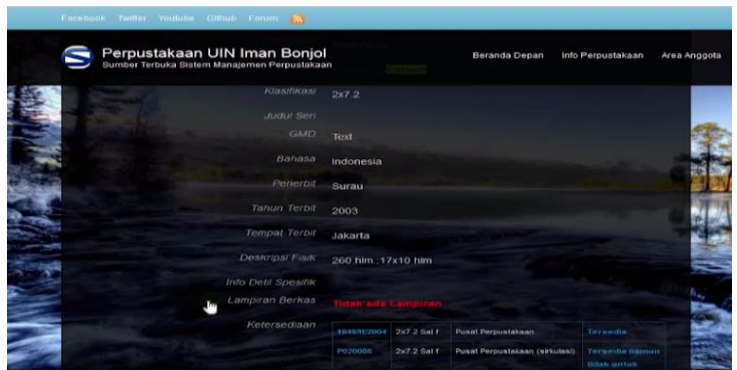 Facebook Twitter Youtube Github Forum
Perpustakaan UIN Iman Bonjol
Sumber Terbuka Sistem Manajemen Perpustakaan
Beranda Depan Info Perpustakaan Area Anggota
Klasifikasi 2x7.2
Judul Seri
GMD Text
Bahasa Indonesia
Penerbit Surau
Tahun Terbit 2003
Tempat Terbit Jakarta
Deskripsi Fisik 260 hlm.;17x10 hlm
Info Detil Spesifik
Lampiran Berkas Tidak ada Lampiran
Ketersediaan
2x7.2 Sal f Pusat Perpustakaan Tersedia
P020086 2x7.2 Sal f Pusat Perpustakaan (sirkulasi) Tersedia namun
tidak untuk